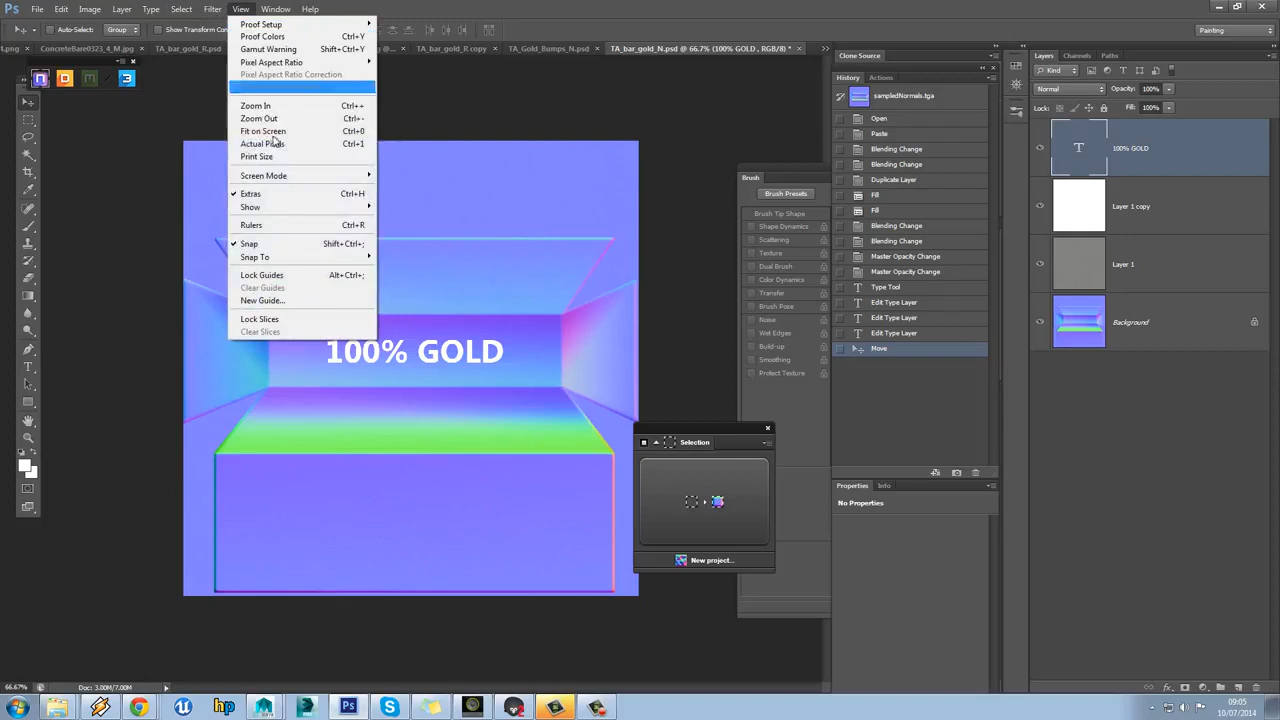 Ps File Edit Image Layer Type Select Filter View Window Help
Auto-Select: Group Show Transform Painting
ConcreteBare0323_4_M.jpg × TA_bar_gold_R.psd TA_bar_gold_R copy × TA_Gold_Bumps_N.psd × TA_bar_gold_N.psd @ 66.7% (100% GOLD , RGB/8) * ×
Proof Setup
Proof Colors Ctrl+Y
Gamut Warning Shift+Ctrl+Y
Pixel Aspect Ratio
Pixel Aspect Ratio Correction
Zoom In Ctrl++
Zoom Out Ctrl+-
Fit on Screen Ctrl+0
Actual Pixels Ctrl+1
Print Size
Screen Mode
Extras Ctrl+H
Show
Rulers Ctrl+R
Snap Shift+Ctrl+;
Snap To
Lock Guides Alt+Ctrl+;
Clear Guides
New Guide...
Lock Slices
Clear Slices
100% GOLD
Brush
Brush Presets
Brush Tip Shape
Shape Dynamics
Scattering
Texture
Dual Brush
Color Dynamics
Transfer
Brush Pose
Noise
Wet Edges
Build-up
Smoothing
Protect Texture
Selection
New project...
Clone Source
History Actions
sampledNormals.tga
Open
Paste
Blending Change
Blending Change
Duplicate Layer
Fill
Fill
Blending Change
Blending Change
Master Opacity Change
Master Opacity Change
Type Tool
Edit Type Layer
Edit Type Layer
Edit Type Layer
Move
Properties Info
No Properties
Layers Channels Paths
Kind
Normal Opacity: 100%
Lock: Fill: 100%
T 100% GOLD
Layer 1 copy
Layer 1
Background
66.67% Doc: 3.00M/7.00M
09:05
10/07/2014